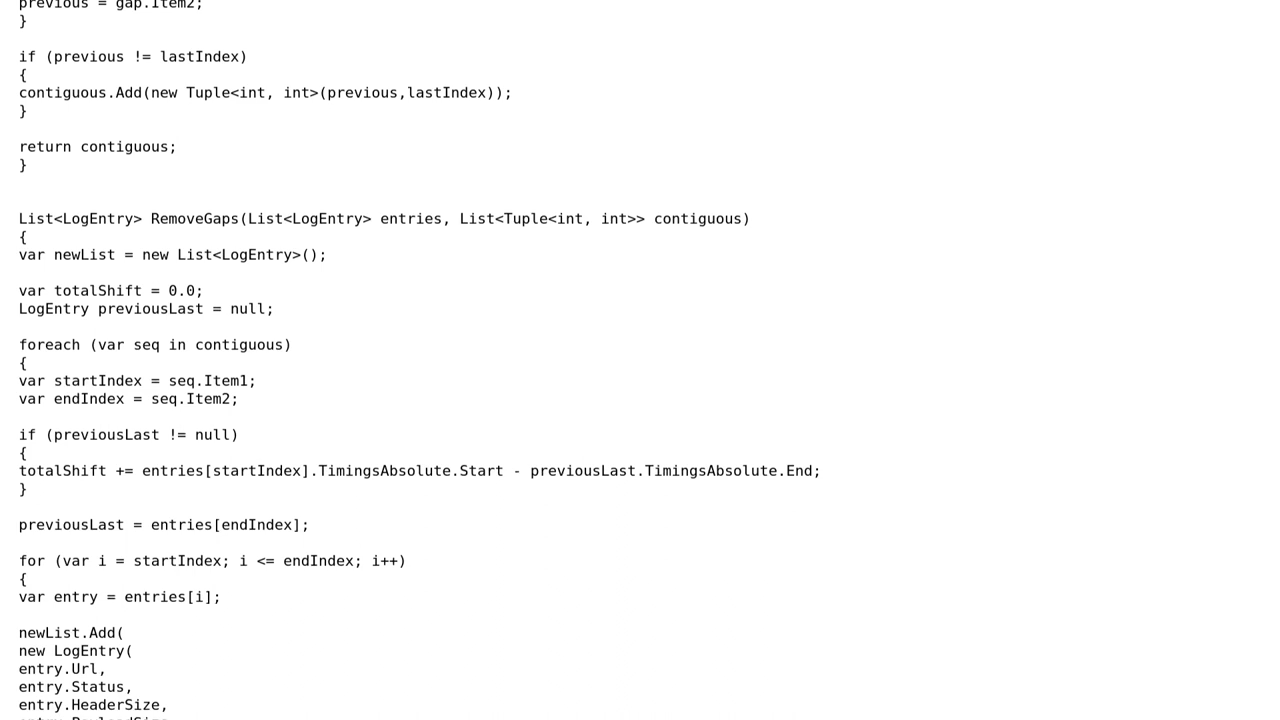 previous = gap.Item2;
}
if (previous != lastIndex)
{
contiguous.Add(new Tuple<int, int>(previous,lastIndex));
}
return contiguous;
}
List<LogEntry> RemoveGaps(List<LogEntry> entries, List<Tuple<int, int>> contiguous)
{
var newList = new List<LogEntry>();
var totalShift = 0.0;
LogEntry previousLast = null;
foreach (var seq in contiguous)
{
var startIndex = seq.Item1;
var endIndex = seq.Item2;
if (previousLast != null)
{
totalShift += entries[startIndex].TimingsAbsolute.Start - previousLast.TimingsAbsolute.End;
}
previousLast = entries[endIndex];
for (var i = startIndex; i <= endIndex; i++)
{
var entry = entries[i];
newList.Add(
new LogEntry(
entry.Url,
entry.Status,
entry.HeaderSize,